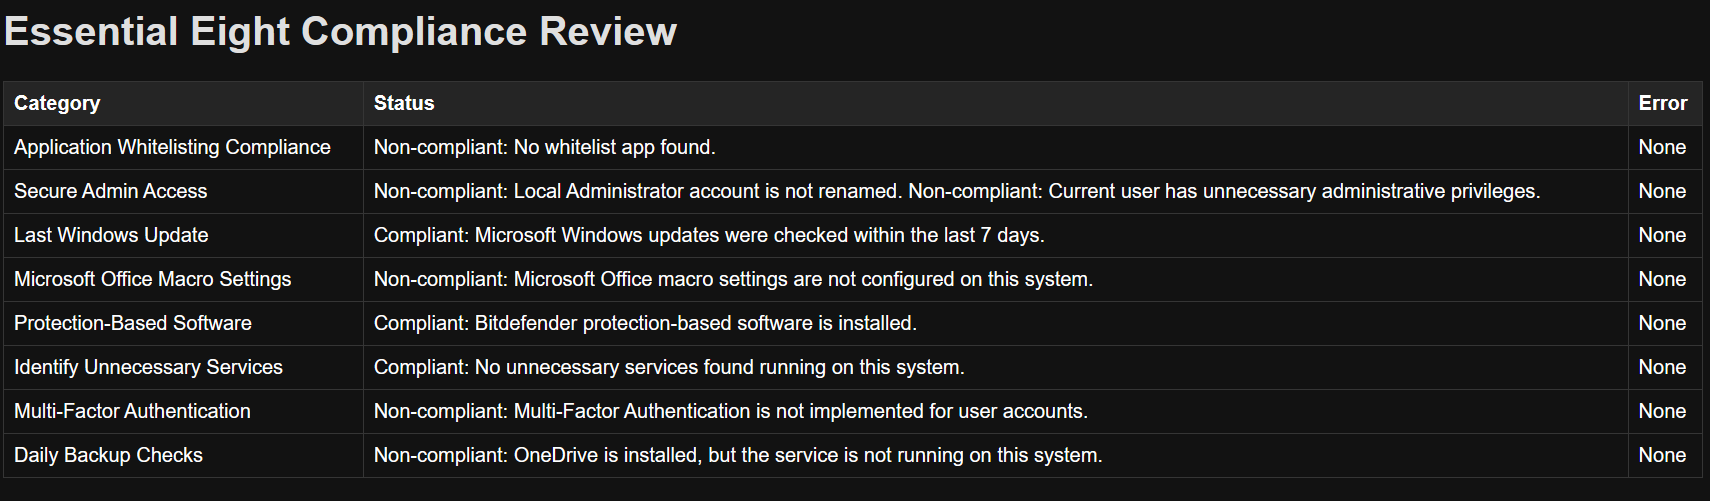 Essential Eight Compliance Review
Category Status Error
Application Whitelisting Compliance Non-compliant: No whitelist app found. None
Secure Admin Access Non-compliant: Local Administrator account is not renamed. Non-compliant: Current user has unnecessary administrative privileges. None
Last Windows Update Compliant: Microsoft Windows updates were checked within the last 7 days. None
Microsoft Office Macro Settings Non-compliant: Microsoft Office macro settings are not configured on this system. None
Protection-Based Software Compliant: Bitdefender protection-based software is installed. None
Identify Unnecessary Services Compliant: No unnecessary services found running on this system. None
Multi-Factor Authentication Non-compliant: Multi-Factor Authentication is not implemented for user accounts. None
Daily Backup Checks Non-compliant: OneDrive is installed, but the service is not running on this system. None